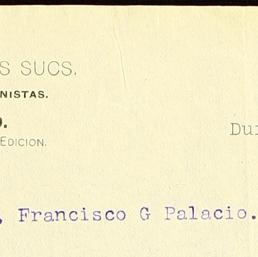 S SUCS.
NISTAS.
EDICION.
Du
, Francisco G Palacio.